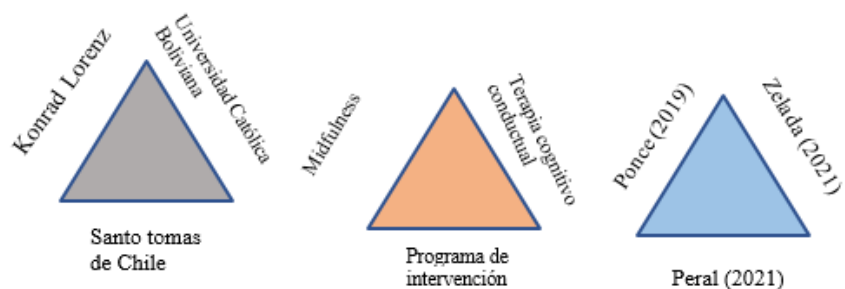 Konrad Lorenz
Universidad Católica
Boliviana
Santo tomas
de Chile
Midfulness
Terapia cognitivo
conductual
Programa de
intervención
Ponce (2019)
Zelada (2021)
Peral (2021)